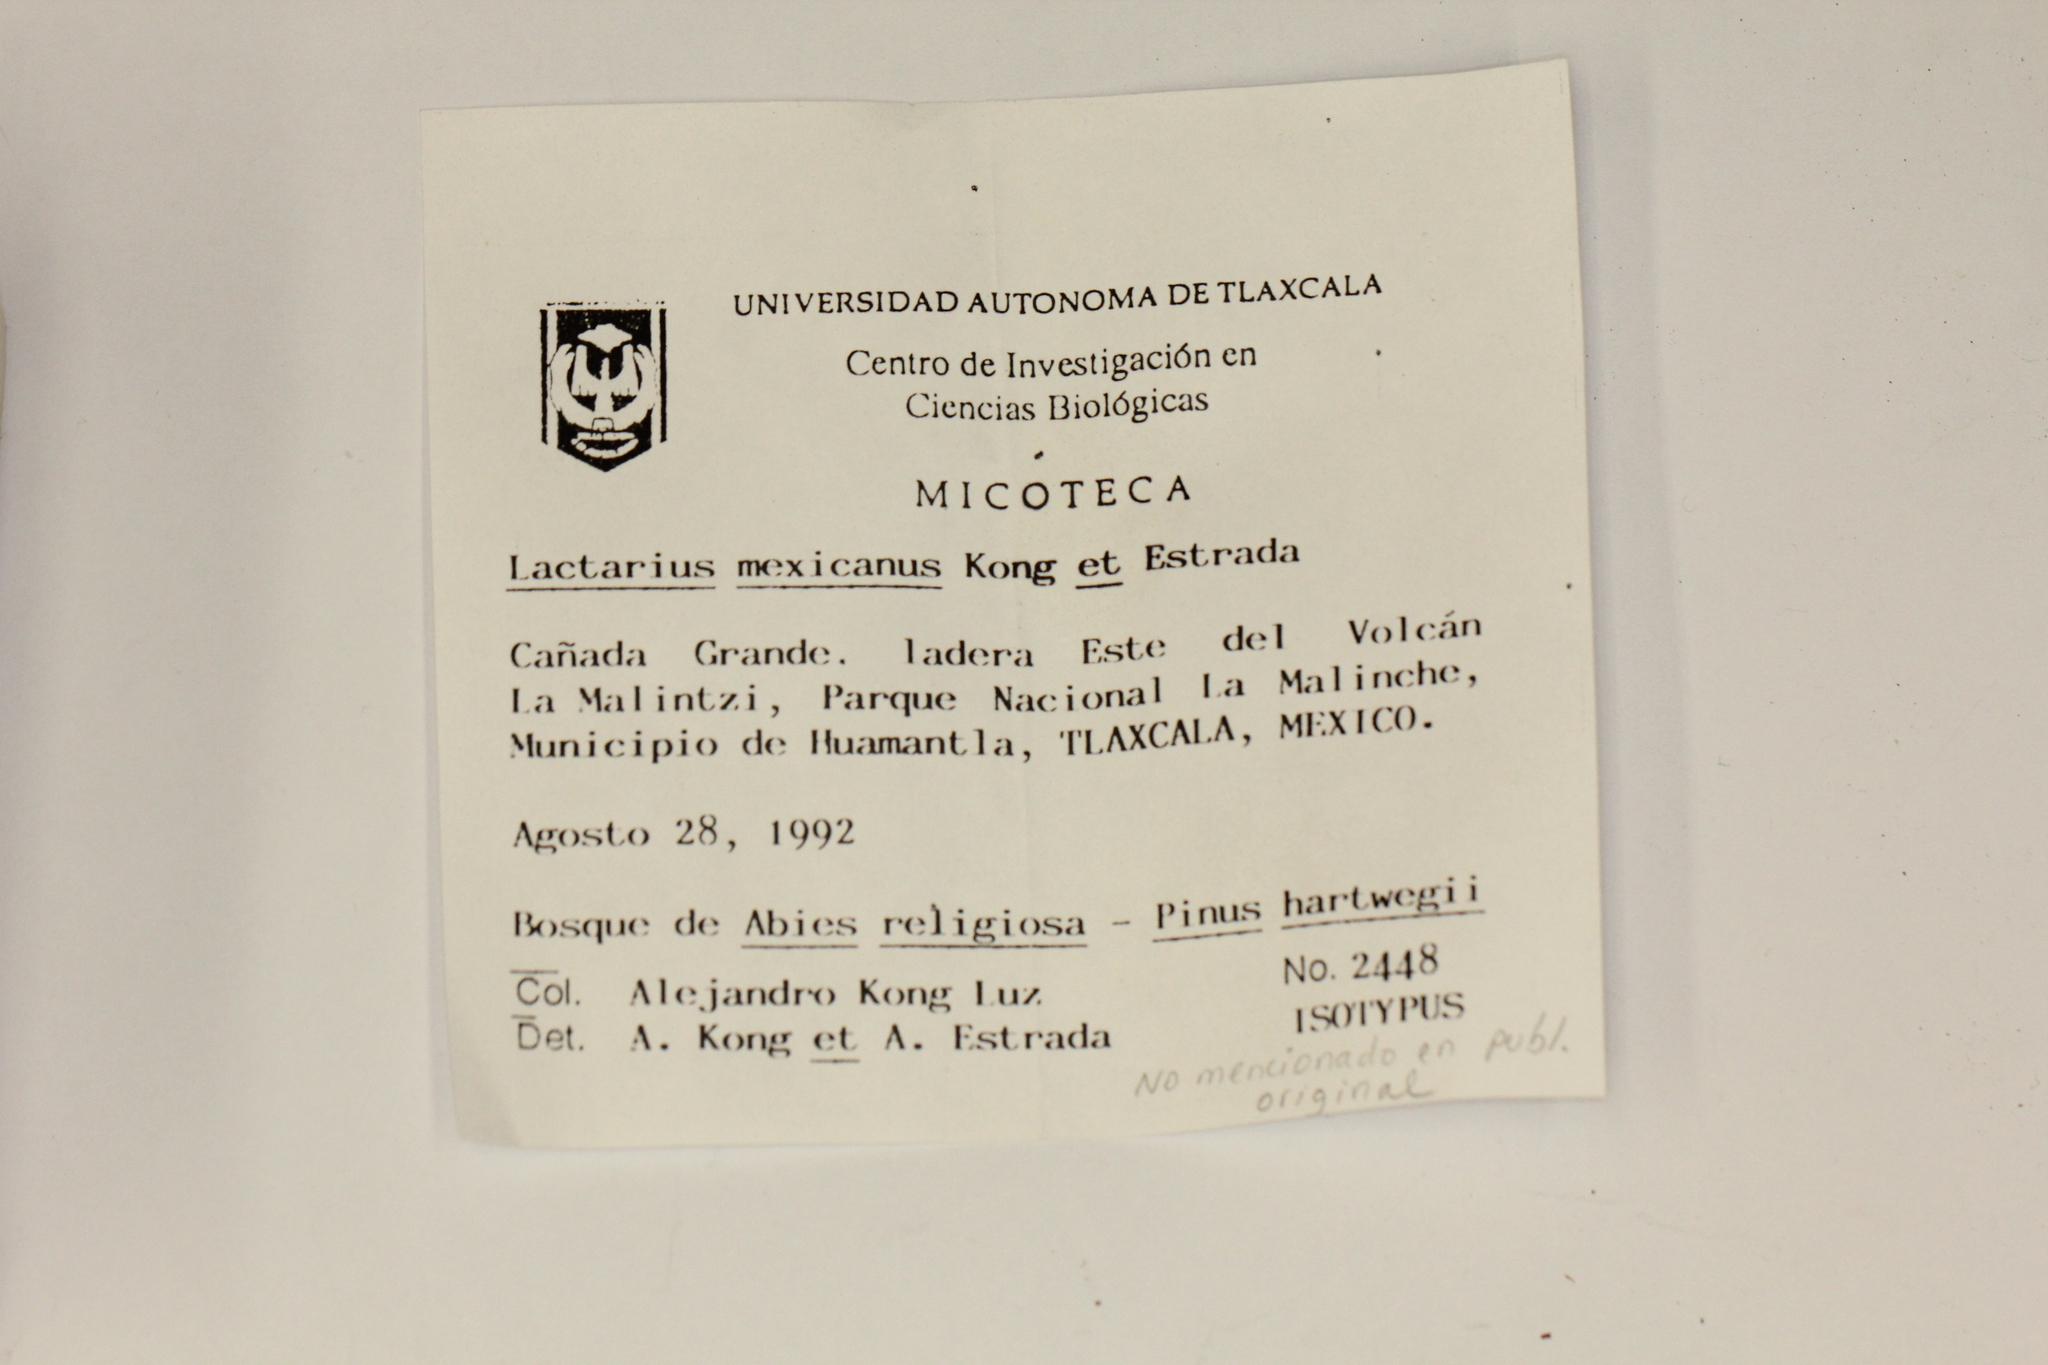 UNIVERSIDAD AUTONOMA DE TLAXCALA
Centro de Investigación en
Ciencias Biológicas
MICOTECA
Lactarius mexicanus Kong et Estrada
Cañada Grande. ladera Este del Volcán
La Malintzi, Parque Nacional La Malinche,
Municipio de Huamantla, TLAXCALA, MEXICO.
Agosto 28, 1992
Bosque de Abies religiosa - Pinus hartwegii
No. 2448
Col. Alejandro Kong Luz
ISOTYPUS
Det. A. Kong et A. Estrada
No mencionado en publ.
original